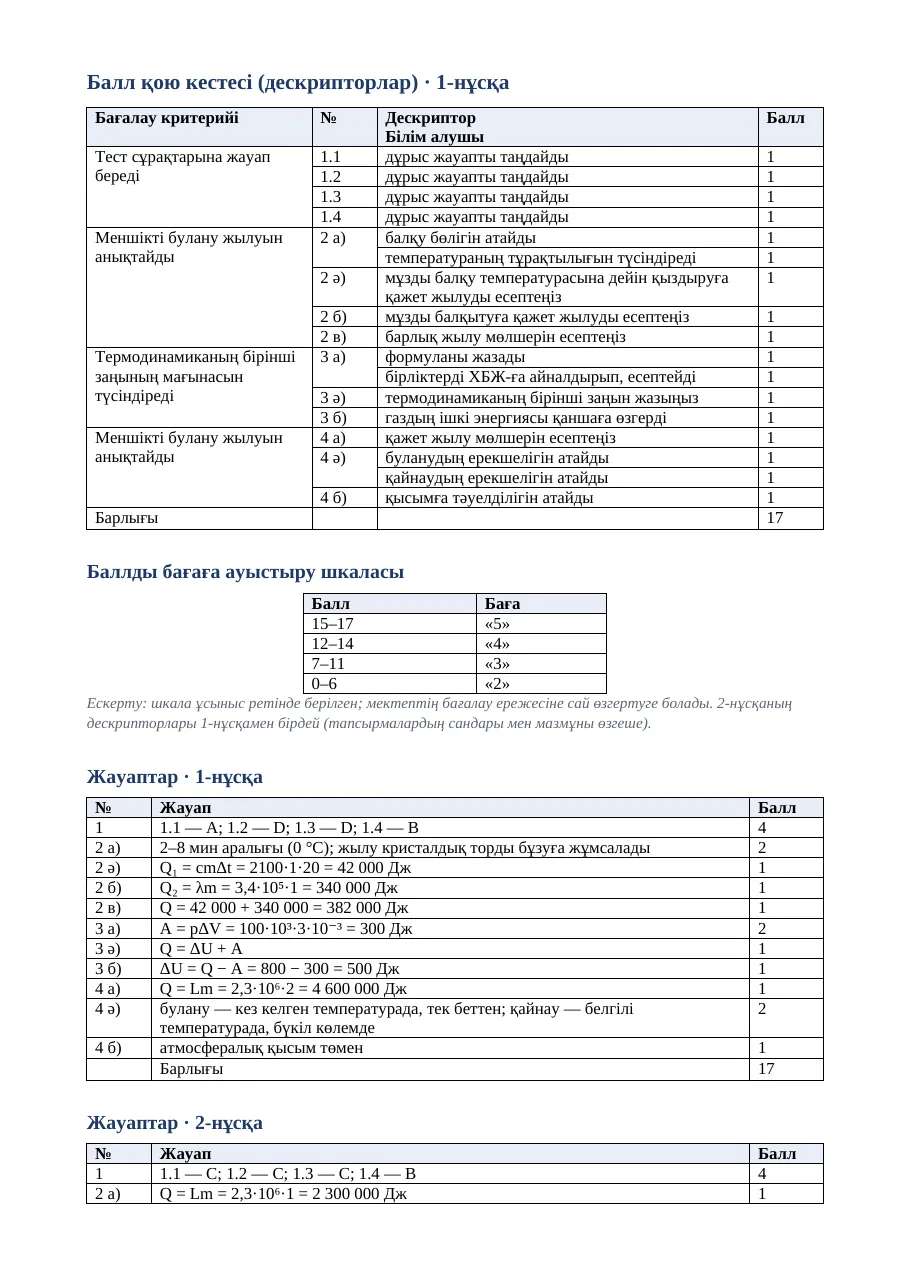 Балл қою кестесі (дескрипторлар) · 1-нұсқа
Бағалау критерийі № Дескриптор Балл
Білім алушы
Тест сұрақтарына жауап 1.1 дұрыс жауапты таңдайды 1
береді 1.2 дұрыс жауапты таңдайды 1
1.3 дұрыс жауапты таңдайды 1
1.4 дұрыс жауапты таңдайды 1
Меншікті булану жылуын 2 а) балқу бөлігін атайды 1
анықтайды температураның тұрақтылығын түсіндіреді 1
2 ә) мұзды балқу температурасына дейін қыздыруға 1
қажет жылуды есептеңіз
2 б) мұзды балқытуға қажет жылуды есептеңіз 1
2 в) барлық жылу мөлшерін есептеңіз 1
Термодинамиканың бірінші 3 а) формуланы жазады 1
заңының мағынасын бірліктерді ХБЖ-ға айналдырып, есептейді 1
түсіндіреді 3 ә) термодинамиканың бірінші заңын жазыңыз 1
3 б) газдың ішкі энергиясы қаншаға өзгерді 1
Меншікті булану жылуын 4 а) қажет жылу мөлшерін есептеңіз 1
анықтайды 4 ә) буланудың ерекшелігін атайды 1
қайнаудың ерекшелігін атайды 1
4 б) қысымға тәуелділігін атайды 1
Барлығы 17
Баллды бағаға ауыстыру шкаласы
Балл Баға
15–17 «5»
12–14 «4»
7–11 «3»
0–6 «2»
Ескерту: шкала ұсыныс ретінде берілген; мектептің бағалау ережесіне сай өзгертуге болады. 2-нұсқаның
дескрипторлары 1-нұсқамен бірдей (тапсырмалардың сандары мен мазмұны өзгеше).
Жауаптар · 1-нұсқа
№ Жауап Балл
1 1.1 — A; 1.2 — D; 1.3 — D; 1.4 — B 4
2 а) 2–8 мин аралығы (0 °C); жылу кристалдық торды бұзуға жұмсалады 2
2 ә) Q₁ = cmΔt = 2100·1·20 = 42 000 Дж 1
2 б) Q₂ = λm = 3,4·10⁵·1 = 340 000 Дж 1
2 в) Q = 42 000 + 340 000 = 382 000 Дж 1
3 а) A = pΔV = 100·10³·3·10⁻³ = 300 Дж 2
3 ә) Q = ΔU + A 1
3 б) ΔU = Q − A = 800 − 300 = 500 Дж 1
4 а) Q = Lm = 2,3·10⁶·2 = 4 600 000 Дж 1
4 ә) булану — кез келген температурада, тек беттен; қайнау — белгілі 2
температурада, бүкіл көлемде
4 б) атмосфералық қысым төмен 1
Барлығы 17
Жауаптар · 2-нұсқа
№ Жауап Балл
1 1.1 — C; 1.2 — C; 1.3 — C; 1.4 — B 4
2 а) Q = Lm = 2,3·10⁶·1 = 2 300 000 Дж 1